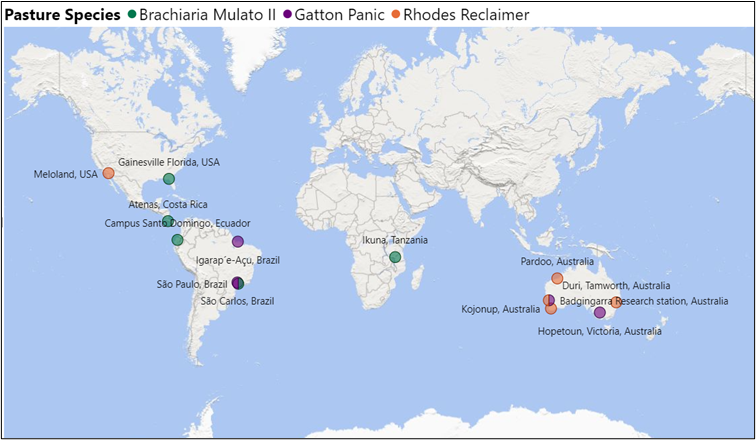 Pasture Species Brachiaria Mulato II Gatton Panic Rhodes Reclaimer
Gainesville Florida, USA
Meloland, USA
Atenas, Costa Rica
Campus Santo Domingo, Ecuador
Ikuna, Tanzania
Igarap´e-Açu, Brazil
Pardoo, Australia
São Paulo, Brazil
Duri, Tamworth, Australia
São Carlos, Brazil
Badgingarra Research station, Australia
Kojonup, Australia
Hopetoun, Victoria, Australia